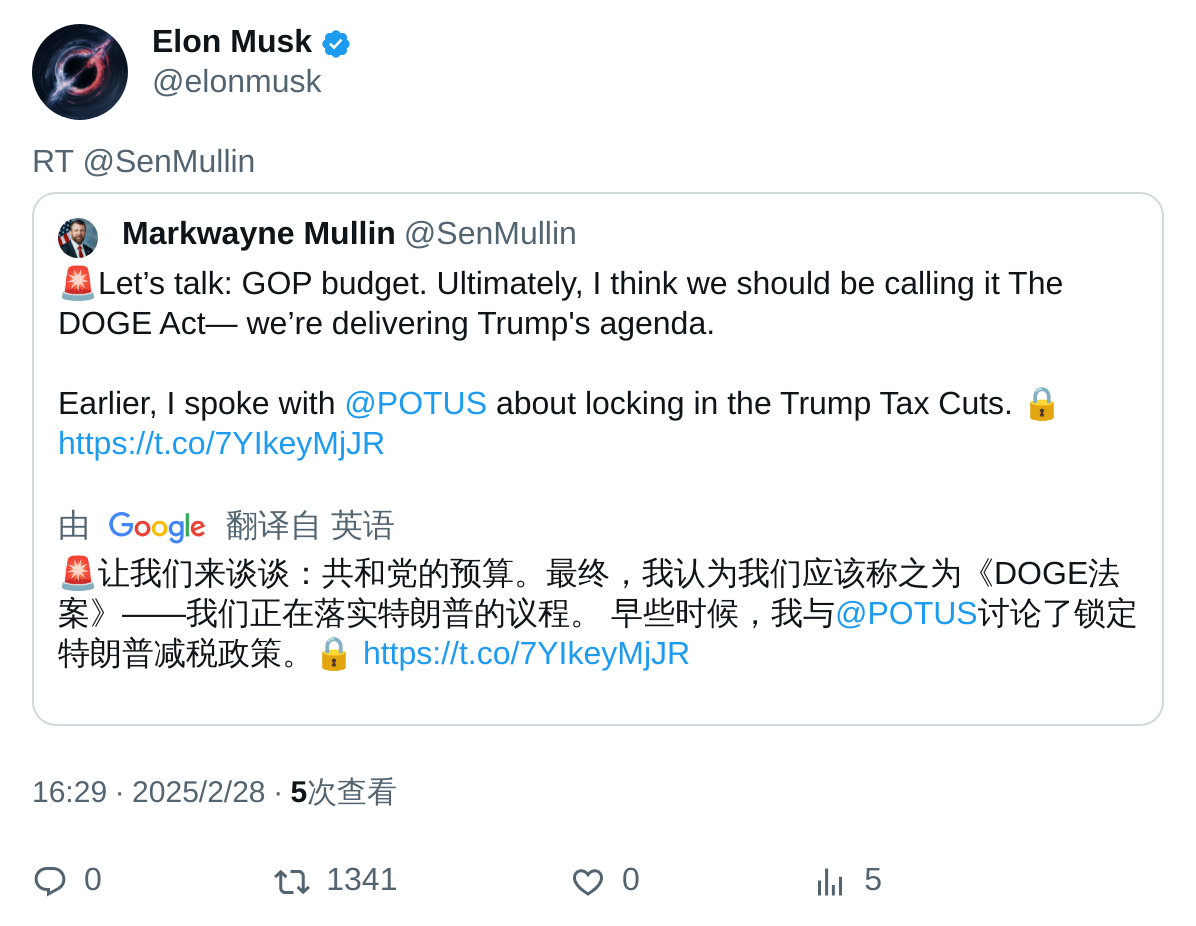 Elon Musk
@elonmusk
RT @SenMullin
Markwayne Mullin @SenMullin
🚨Let’s talk: GOP budget. Ultimately, I think we should be calling it The
DOGE Act— we’re delivering Trump's agenda.
Earlier, I spoke with @POTUS about locking in the Trump Tax Cuts. 🔒
https://t.co/7YIkeyMjJR
由 Google 翻译自 英语
🚨让我们来谈谈：共和党的预算。最终，我认为我们应该称之为《DOGE法
案》——我们正在落实特朗普的议程。 早些时候，我与@POTUS讨论了锁定
特朗普减税政策。🔒 https://t.co/7YIkeyMjJR
16:29 · 2025/2/28 · 5次查看
0 1341 0 5